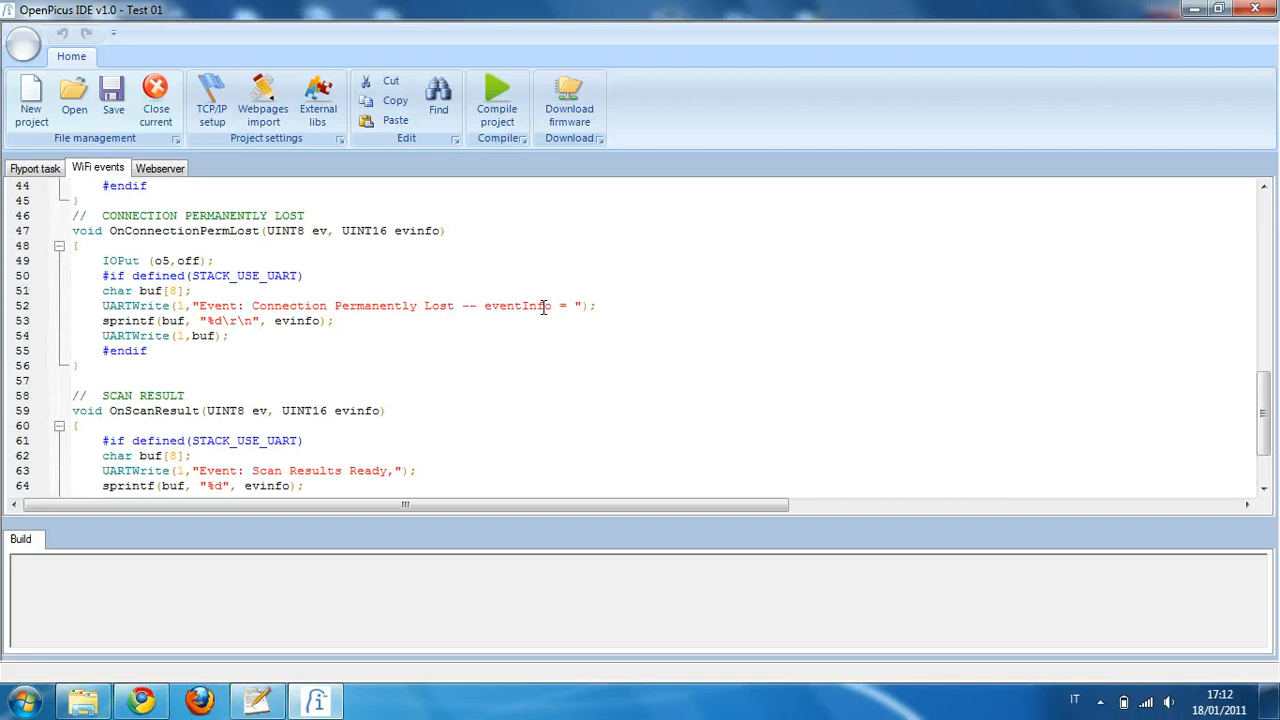 OpenPicus IDE v1.0 - Test 01
Home
New project
Open
Save
Close current
TCP/IP setup
Webpages import
External libs
Cut
Copy
Paste
Find
Compile project
Download firmware
File management
Project settings
Edit
Compile
Download
Flyport task
WiFi events
Webserver
44 #endif
45 }
46 // CONNECTION PERMANENTLY LOST
47 void OnConnectionPermLost(UINT8 ev, UINT16 evinfo)
48 {
49 IOPut (o5,off);
50 #if defined(STACK_USE_UART)
51 char buf[8];
52 UARTWrite(1,"Event: Connection Permanently Lost -- eventInfo = ");
53 sprintf(buf, "%d\r\n", evinfo);
54 UARTWrite(1,buf);
55 #endif
56 }
57
58 // SCAN RESULT
59 void OnScanResult(UINT8 ev, UINT16 evinfo)
60 {
61 #if defined(STACK_USE_UART)
62 char buf[8];
63 UARTWrite(1,"Event: Scan Results Ready,");
64 sprintf(buf, "%d", evinfo);
Build
IT
17:12
18/01/2011